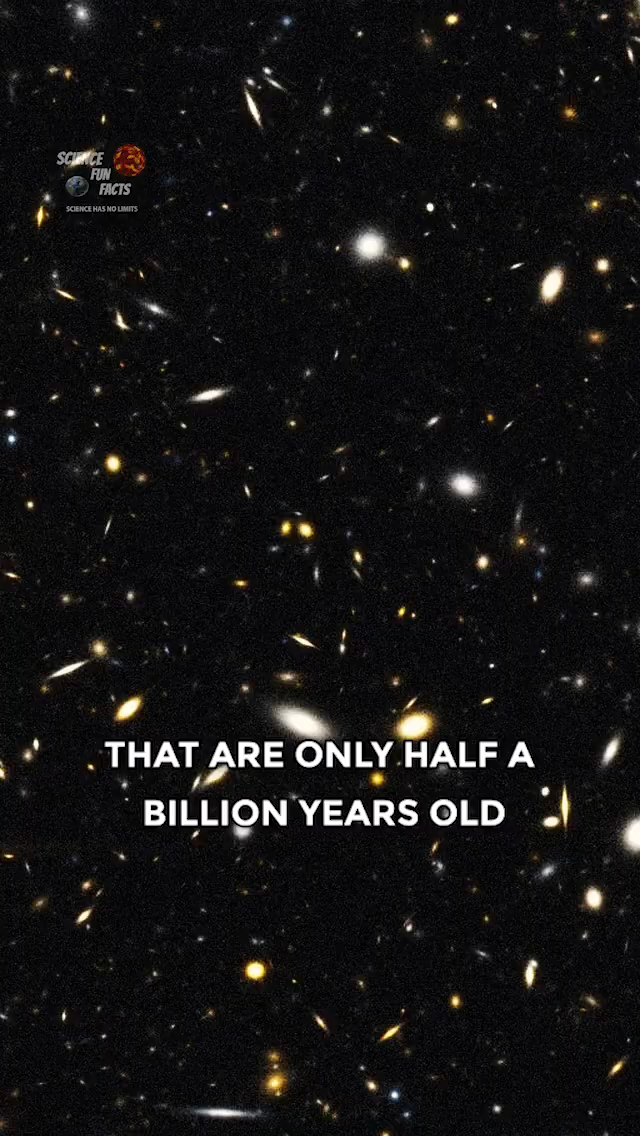 SCIENCE
FUN
FACTS
SCIENCE HAS NO LIMITS
THAT ARE ONLY HALF A
BILLION YEARS OLD